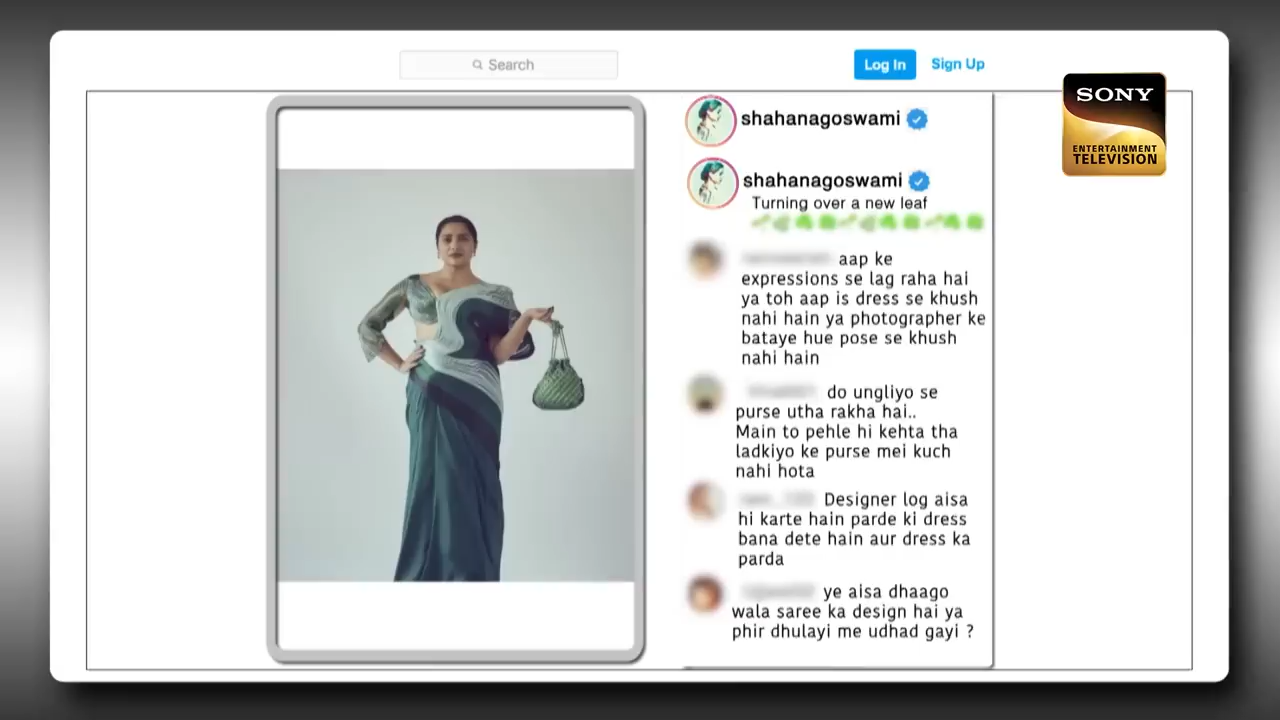 Search
Log In
Sign Up
SONY
ENTERTAINMENT
TELEVISION
shahanagoswami
shahanagoswami
Turning over a new leaf
aap ke
expressions se lag raha hai
ya toh aap is dress se khush
nahi hain ya photographer ke
bataye hue pose se khush
nahi hain
do ungliyo se
purse utha rakha hai..
Main to pehle hi kehta tha
ladkiyo ke purse mei kuch
nahi hota
Designer log aisa
hi karte hain parde ki dress
bana dete hain aur dress ka
parda
ye aisa dhaago
wala saree ka design hai ya
phir dhulayi me udhad gayi ?